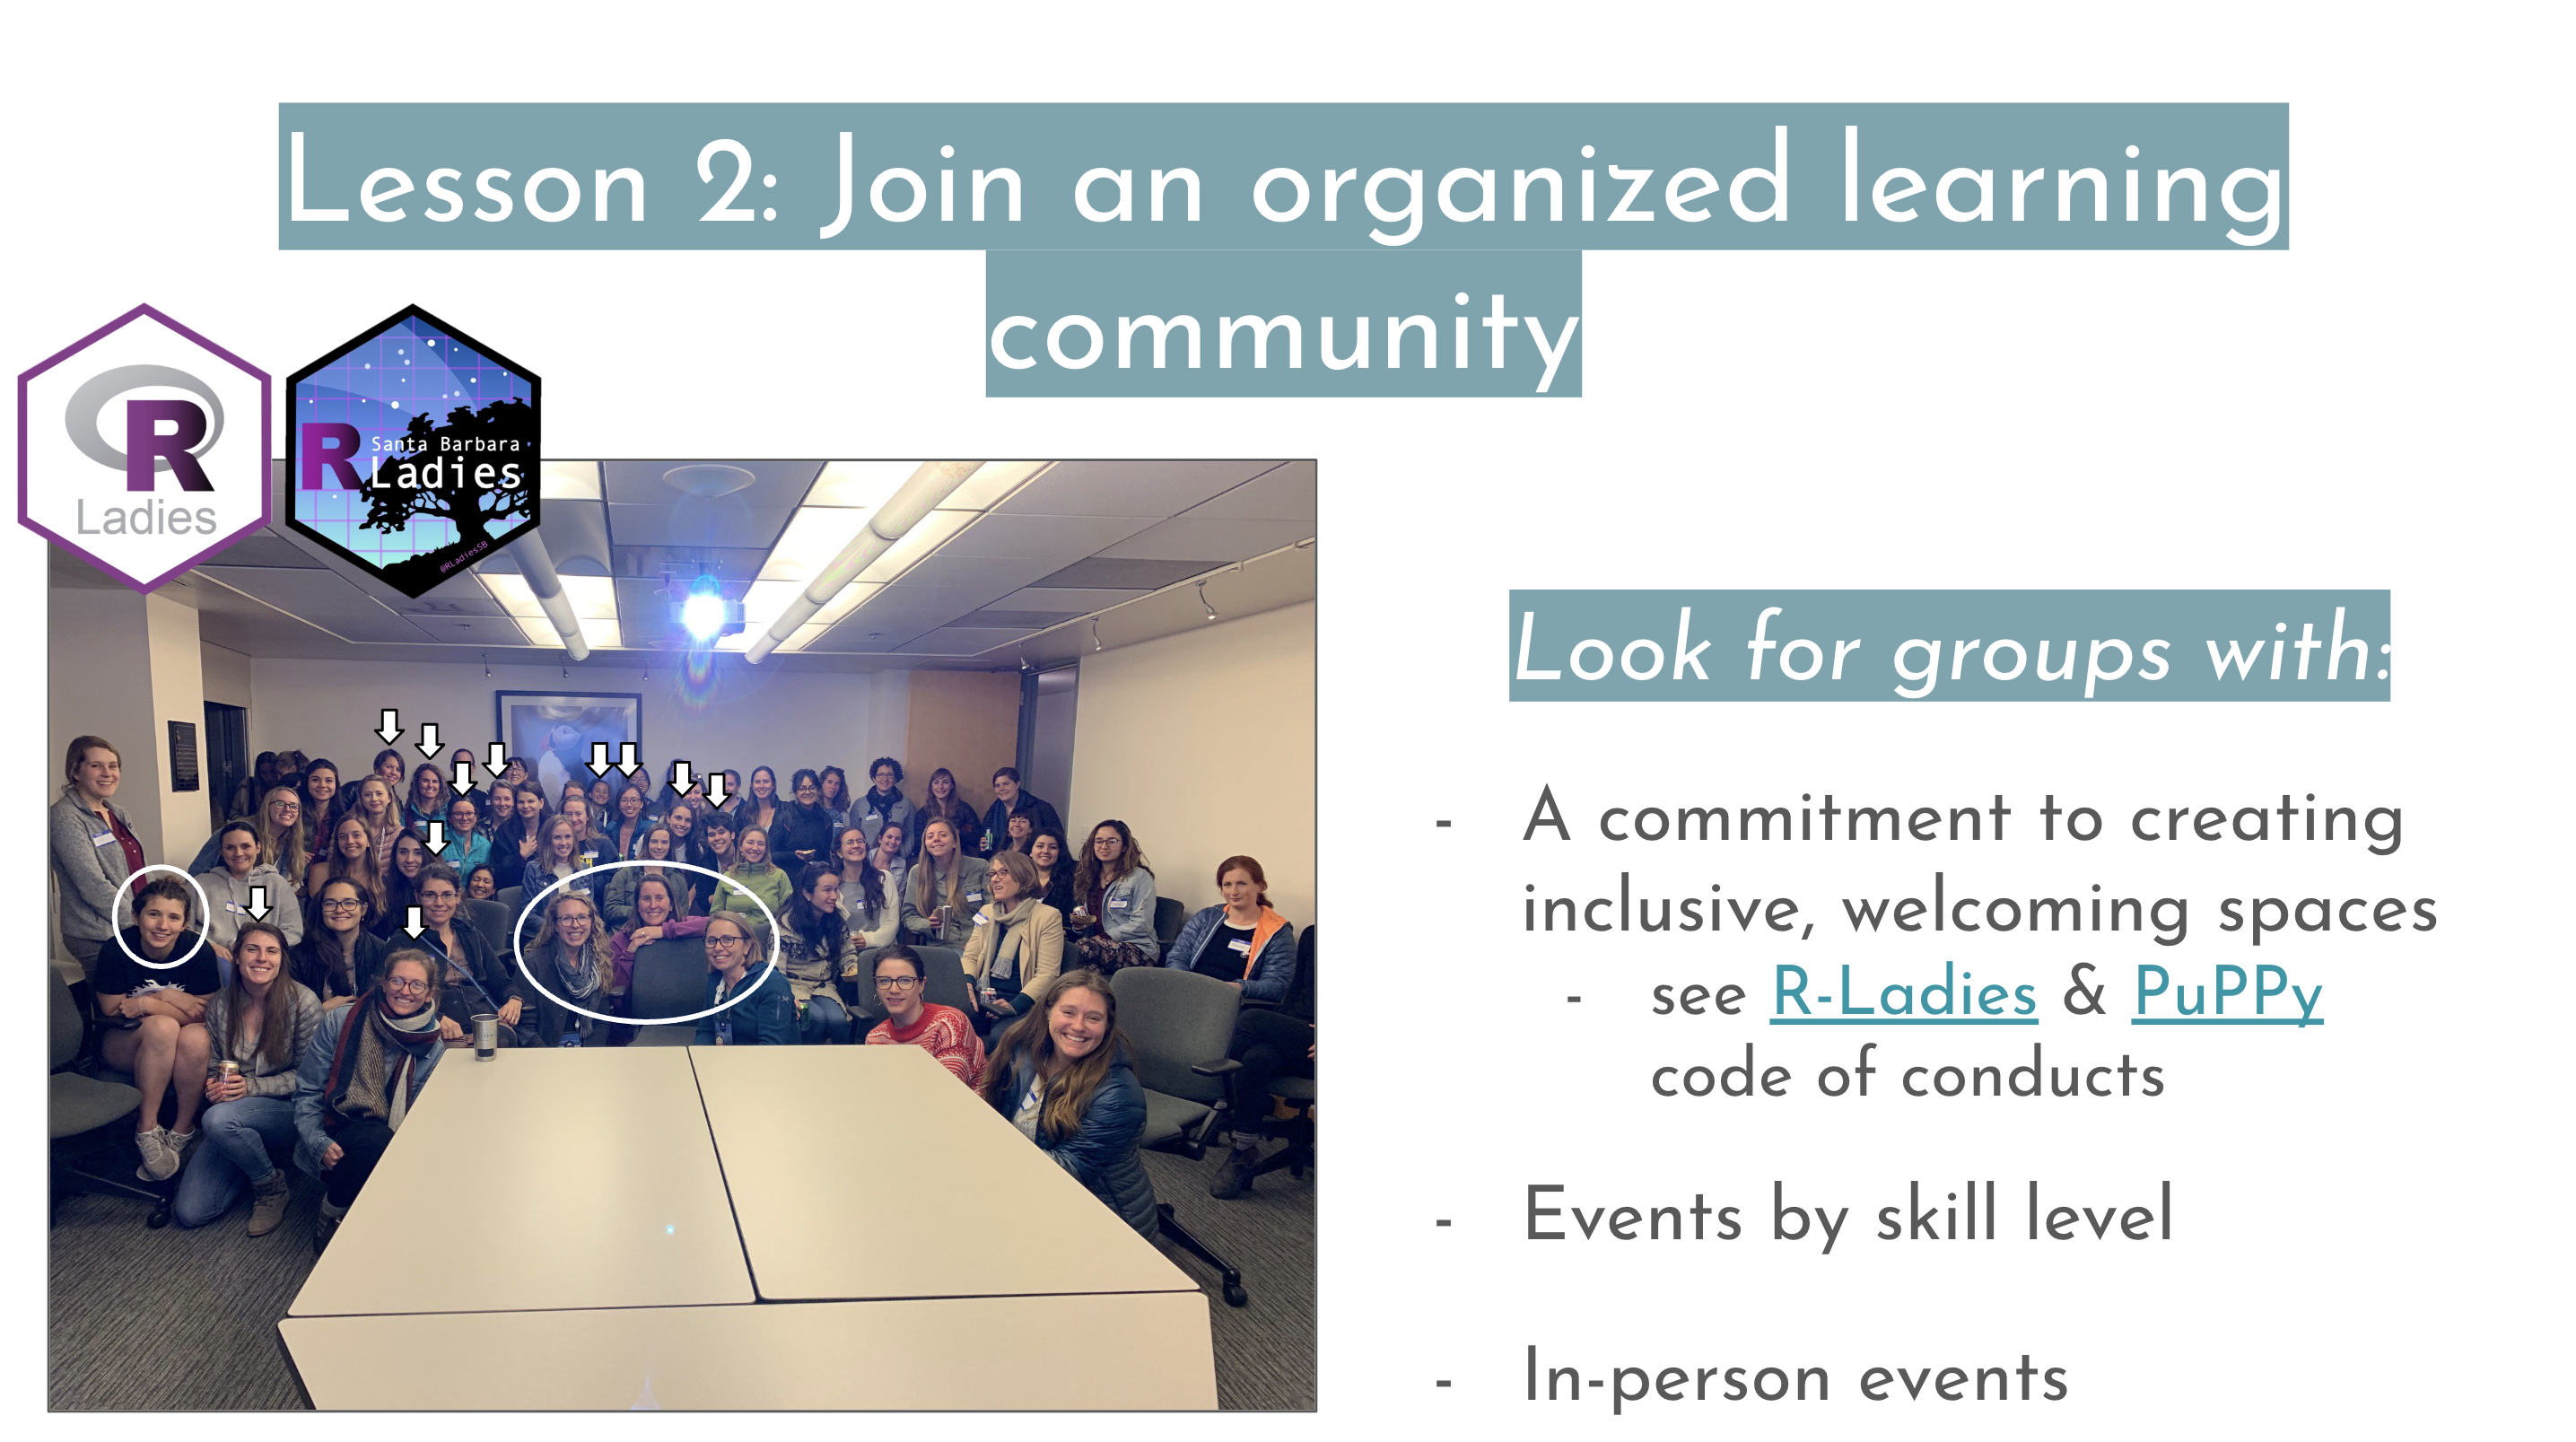 Lesson 2: Join an organized learning
community
R
Ladies
R Santa Barbara
Ladies
@RLadiesSB
Look for groups with:
- A commitment to creating
inclusive, welcoming spaces
- see R-Ladies & PuPPy
code of conducts
- Events by skill level
- In-person events